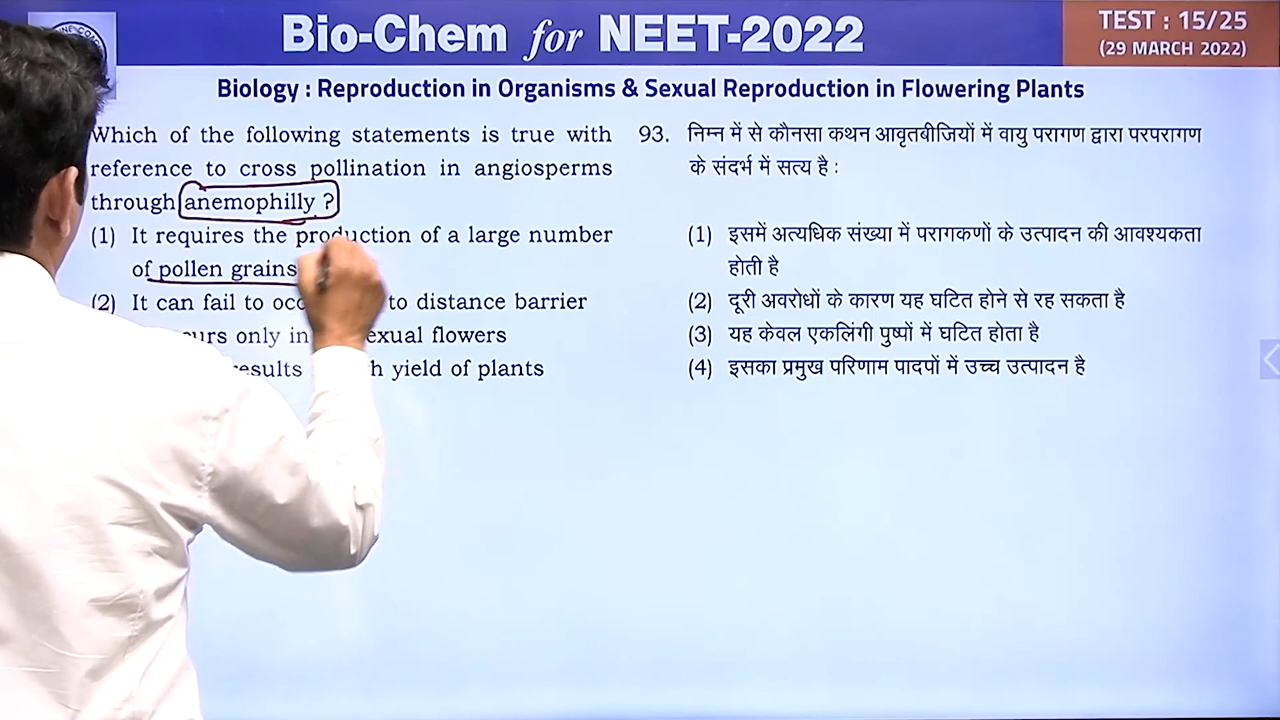 Bio-Chem for NEET-2022
TEST : 15/25
(29 MARCH 2022)
Biology : Reproduction in Organisms & Sexual Reproduction in Flowering Plants
Which of the following statements is true with
reference to cross pollination in angiosperms
through anemophilly ?
(1) It requires the production of a large number
of pollen grains
(2) It can fail to to distance barrier
only in flowers
yield of plants
93. निम्न में से कौनसा कथन आवृतबीजियों में वायु परागण द्वारा परपरागण
के संदर्भ में सत्य है :
(1) इसमें अत्यधिक संख्या में परागकणों के उत्पादन की आवश्यकता
होती है
(2) दूरी अवरोधों के कारण यह घटित होने से रह सकता है
(3) यह केवल एकलिंगी पुष्पों में घटित होता है
(4) इसका प्रमुख परिणाम पादपों में उच्च उत्पादन है